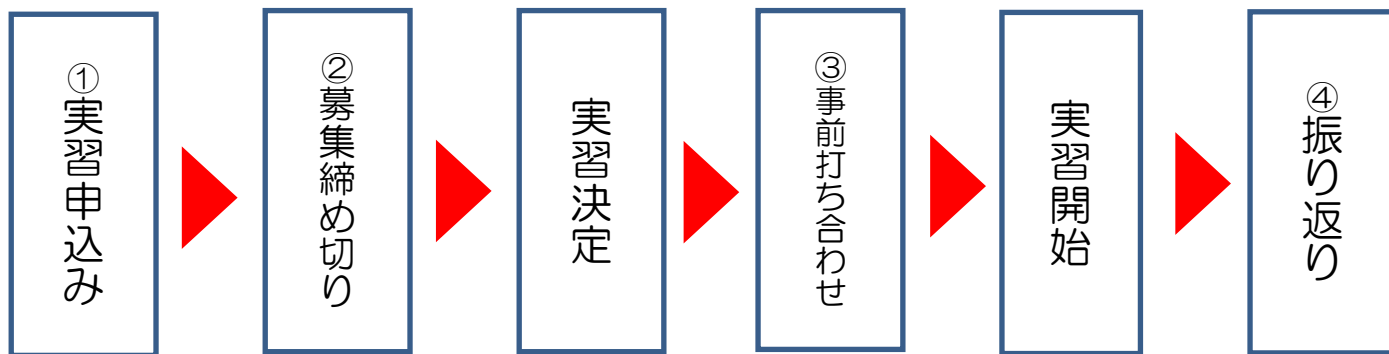 ①実習申込み
②募集締め切り
実習決定
③事前打ち合わせ
実習開始
④振り返り